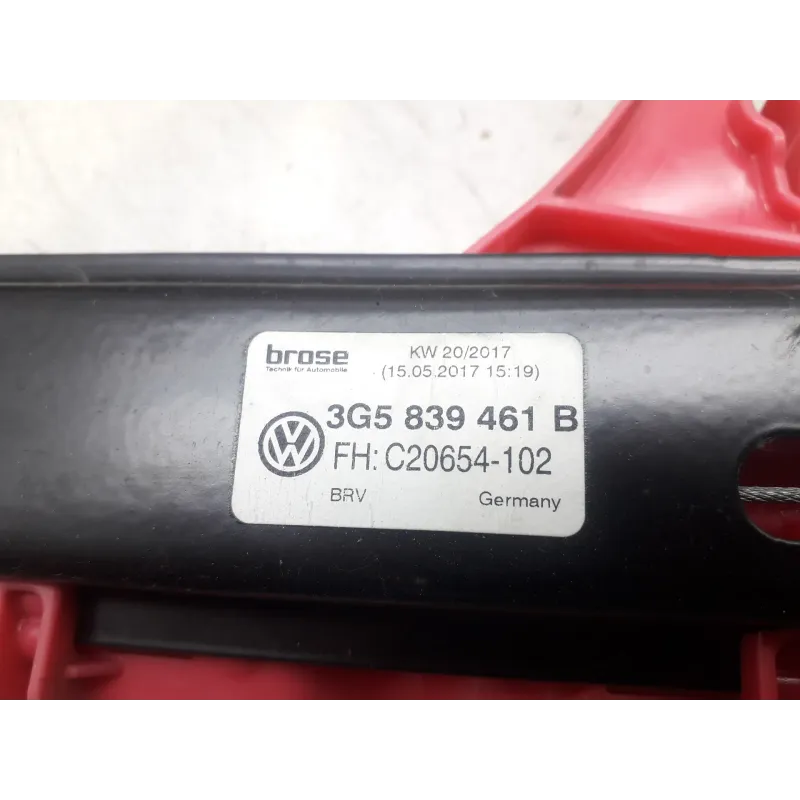 brose
Technik für Automobile
KW 20/2017
(15.05.2017 15:19)
3G5 839 461 B
FH: C20654-102
BRV
Germany